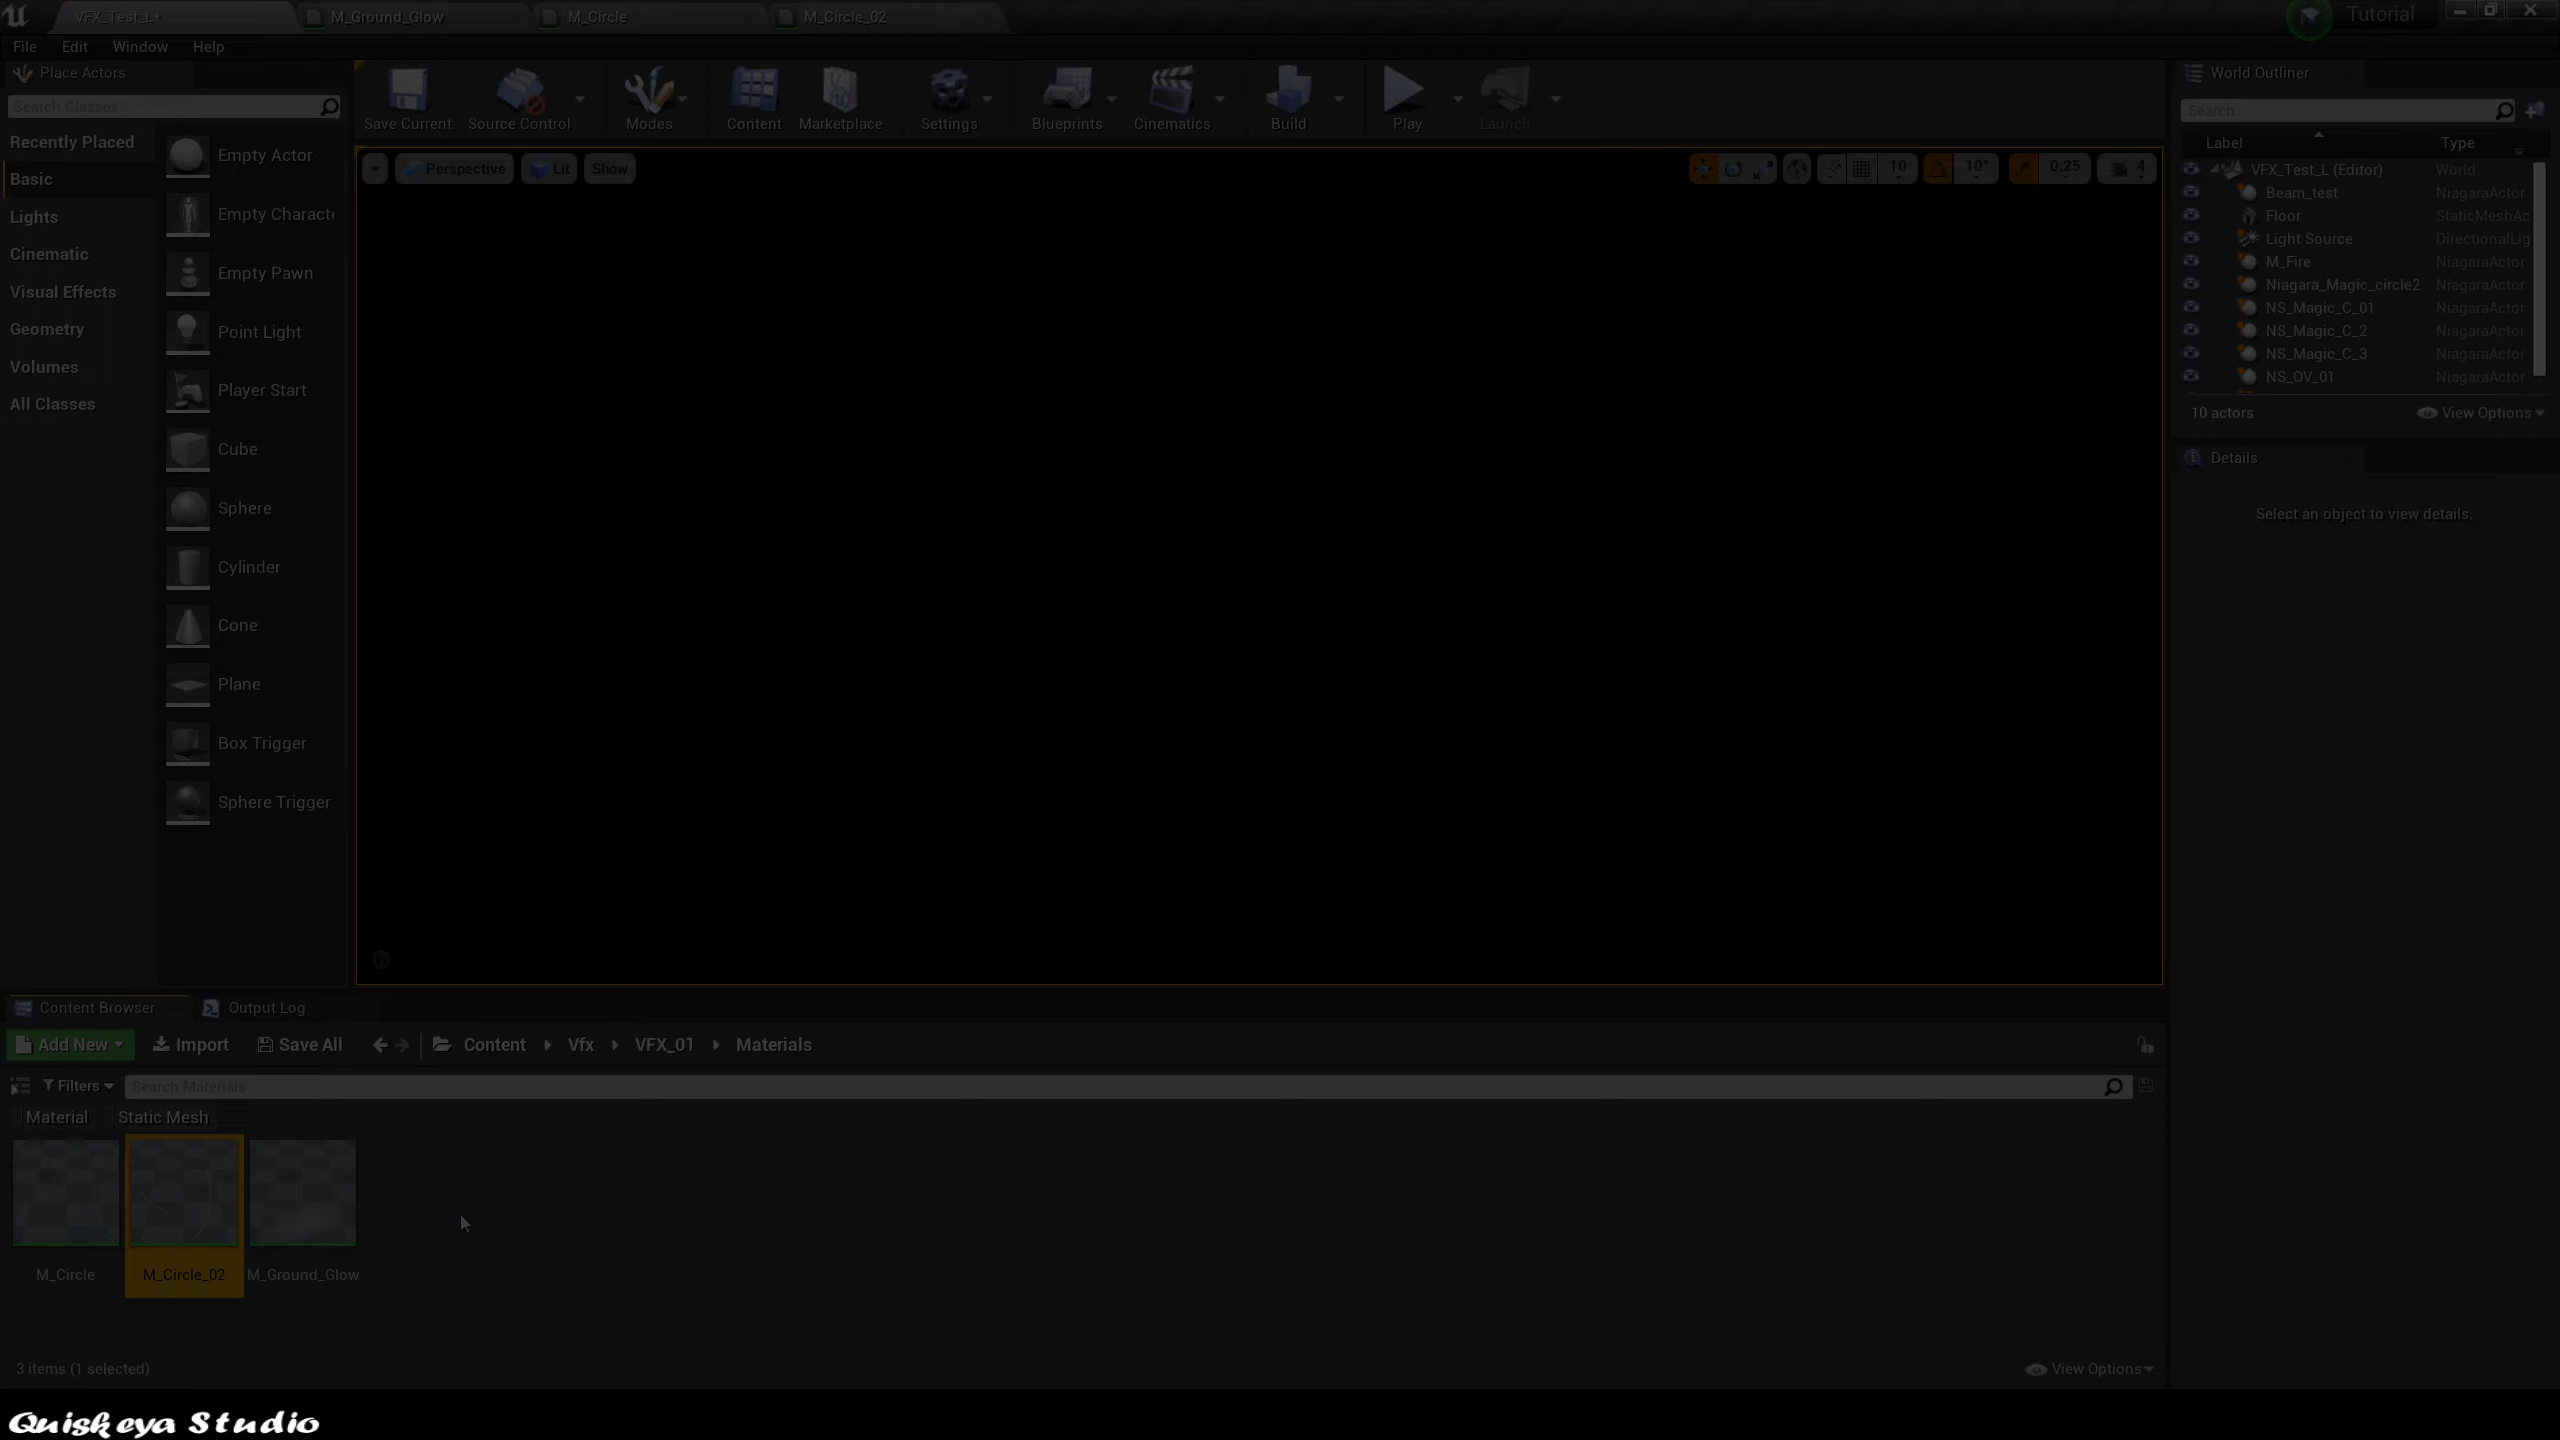 VFX_Test_L*
M_Ground_Glow
M_Circle
M_Circle_02
Tutorial
File Edit Window Help
Place Actors
Search Classes
Recently Placed
Basic
Lights
Cinematic
Visual Effects
Geometry
Volumes
All Classes
Empty Actor
Empty Characte
Empty Pawn
Point Light
Player Start
Cube
Sphere
Cylinder
Cone
Plane
Box Trigger
Sphere Trigger
Save Current
Source Control
Modes
Content
Marketplace
Settings
Blueprints
Cinematics
Build
Play
Launch
Perspective
Lit
Show
10
10°
0.25
4
World Outliner
Search...
Label Type
VFX_Test_L (Editor) World
Beam_test NiagaraActor
Floor StaticMeshAc
Light Source DirectionalLig
M_Fire NiagaraActor
Niagara_Magic_circle2 NiagaraActor
NS_Magic_C_01 NiagaraActor
NS_Magic_C_2 NiagaraActor
NS_Magic_C_3 NiagaraActor
NS_OV_01 NiagaraActor
10 actors View Options
Details
Select an object to view details.
Content Browser
Output Log
Add New Import Save All Content Vfx VFX_01 Materials
Filters Search Materials
Material Static Mesh
M_Circle
M_Circle_02
M_Ground_Glow
3 items (1 selected)
View Options
Quiskeya Studio